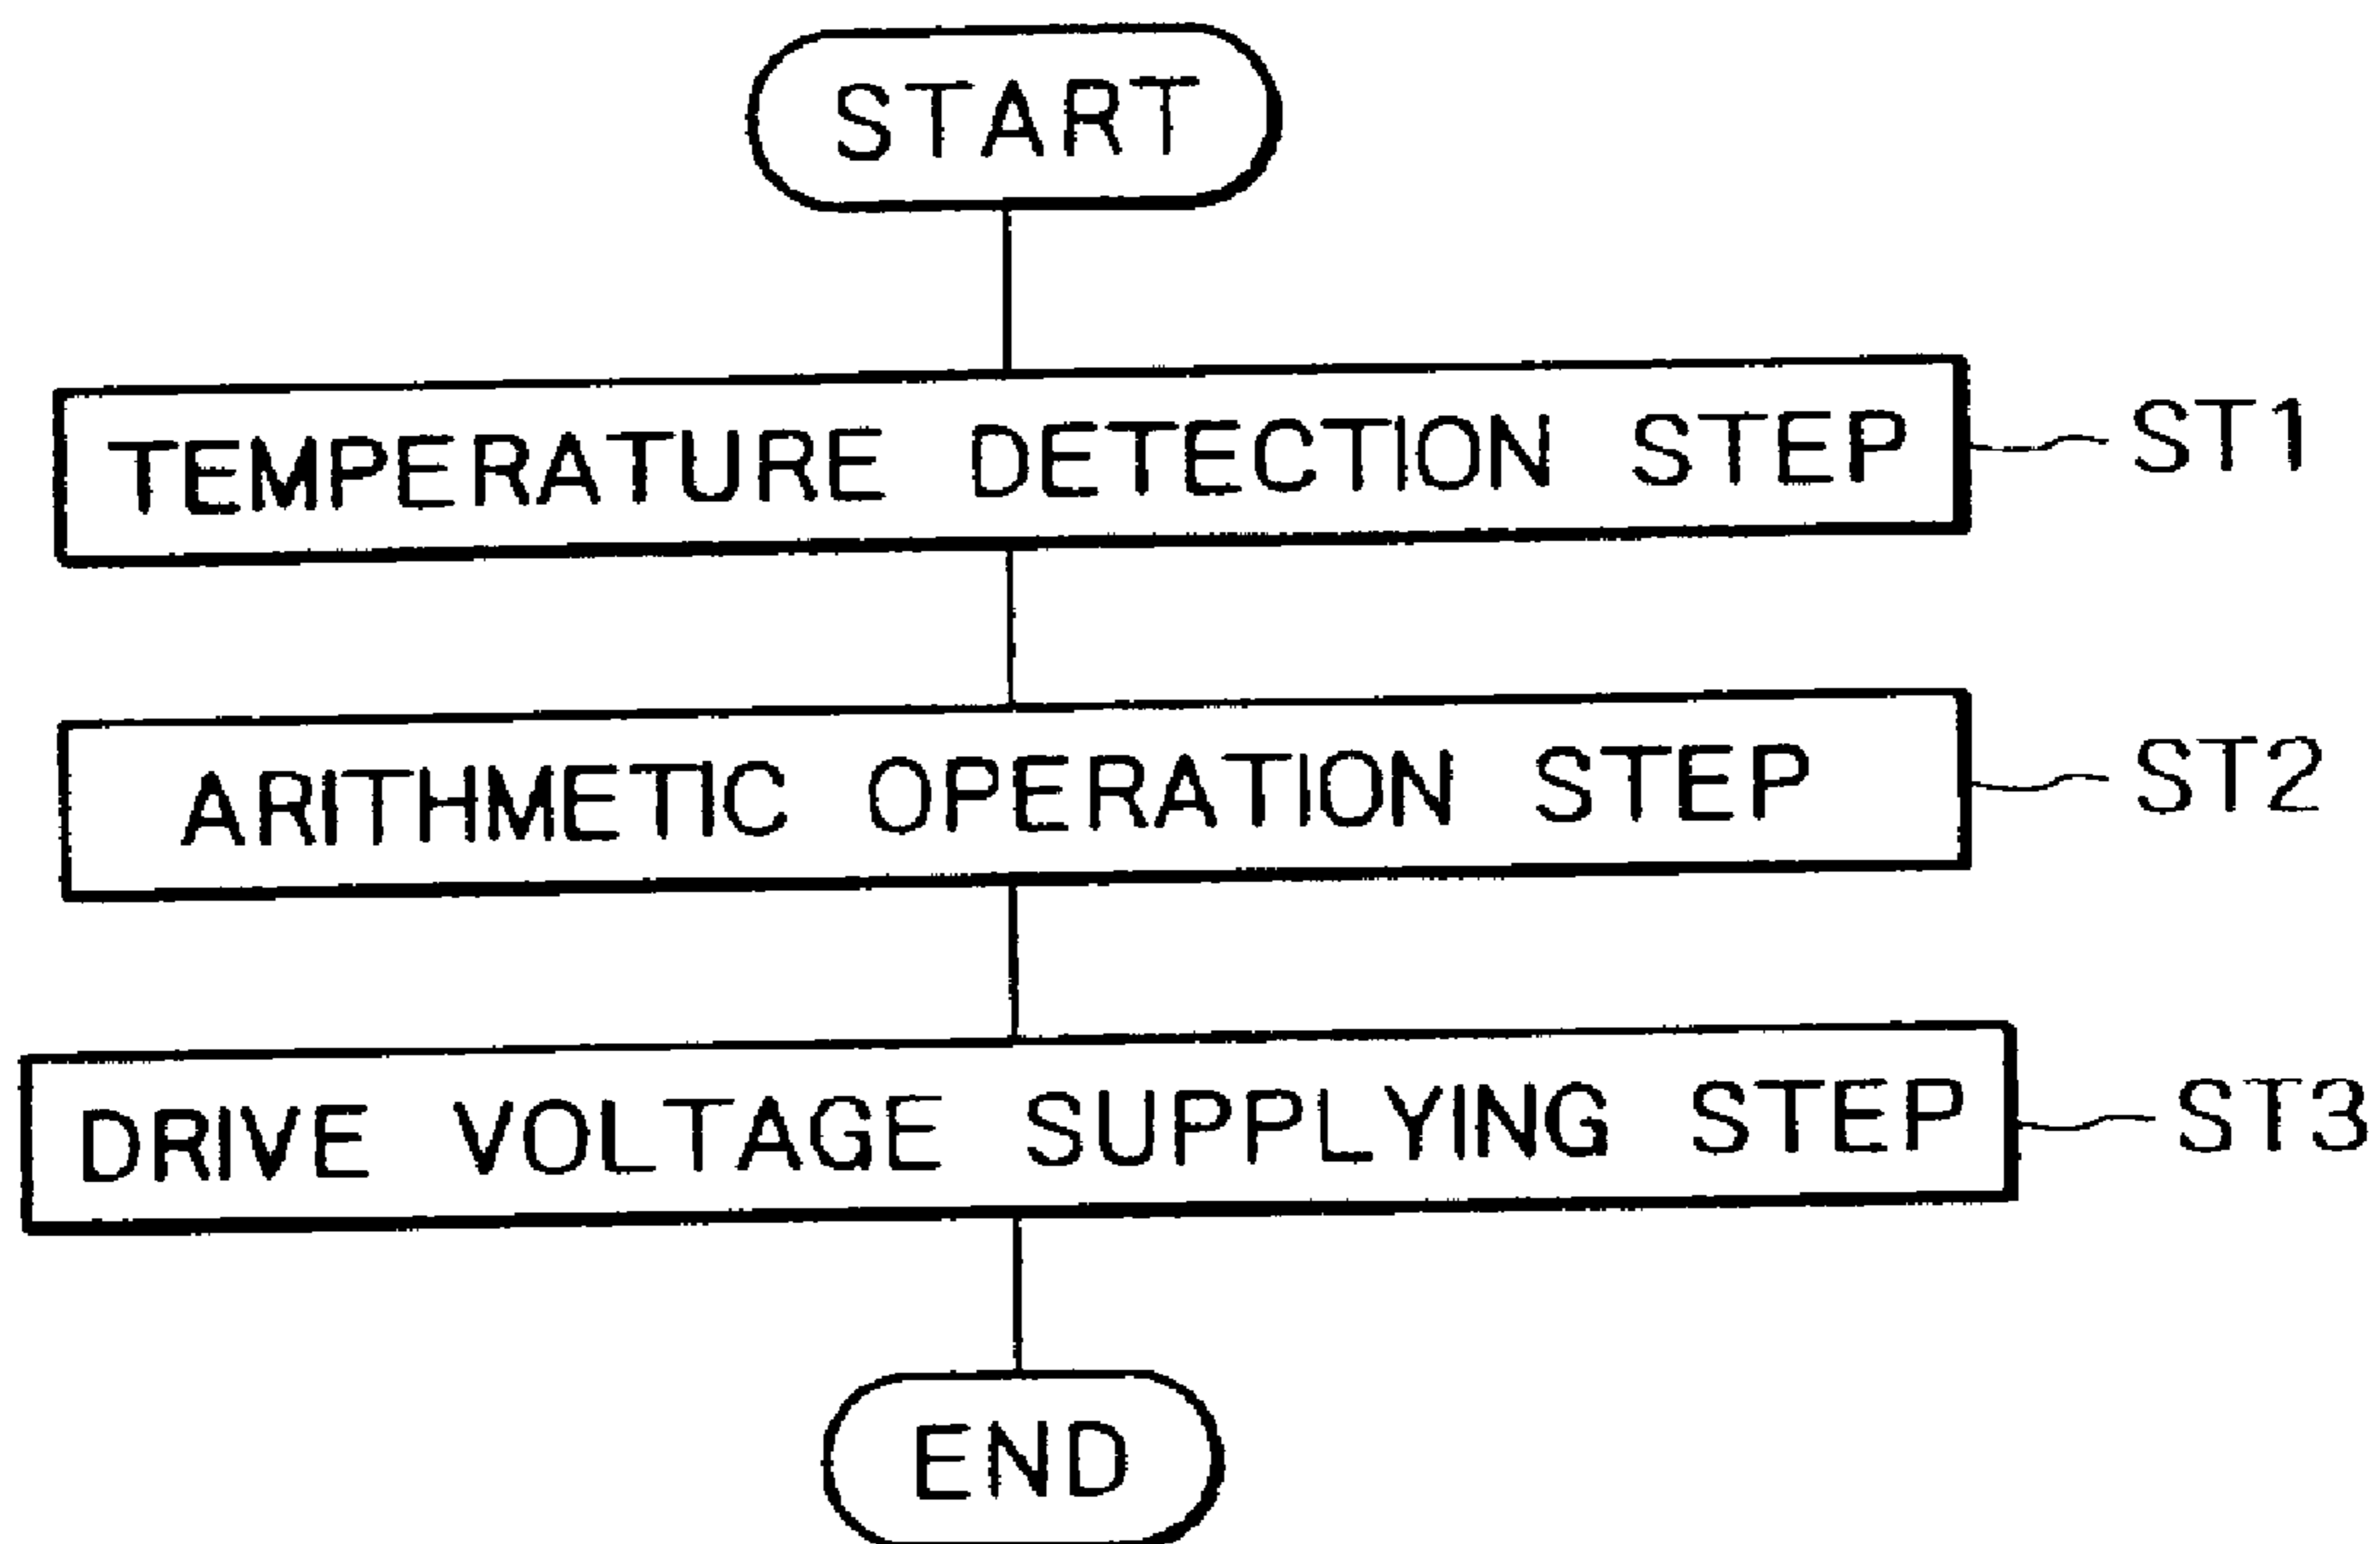 START
TEMPERATURE DETECTION STEP ST1
ARITHMETIC OPERATION STEP ST2
DRIVE VOLTAGE SUPPLYING STEP ST3
END